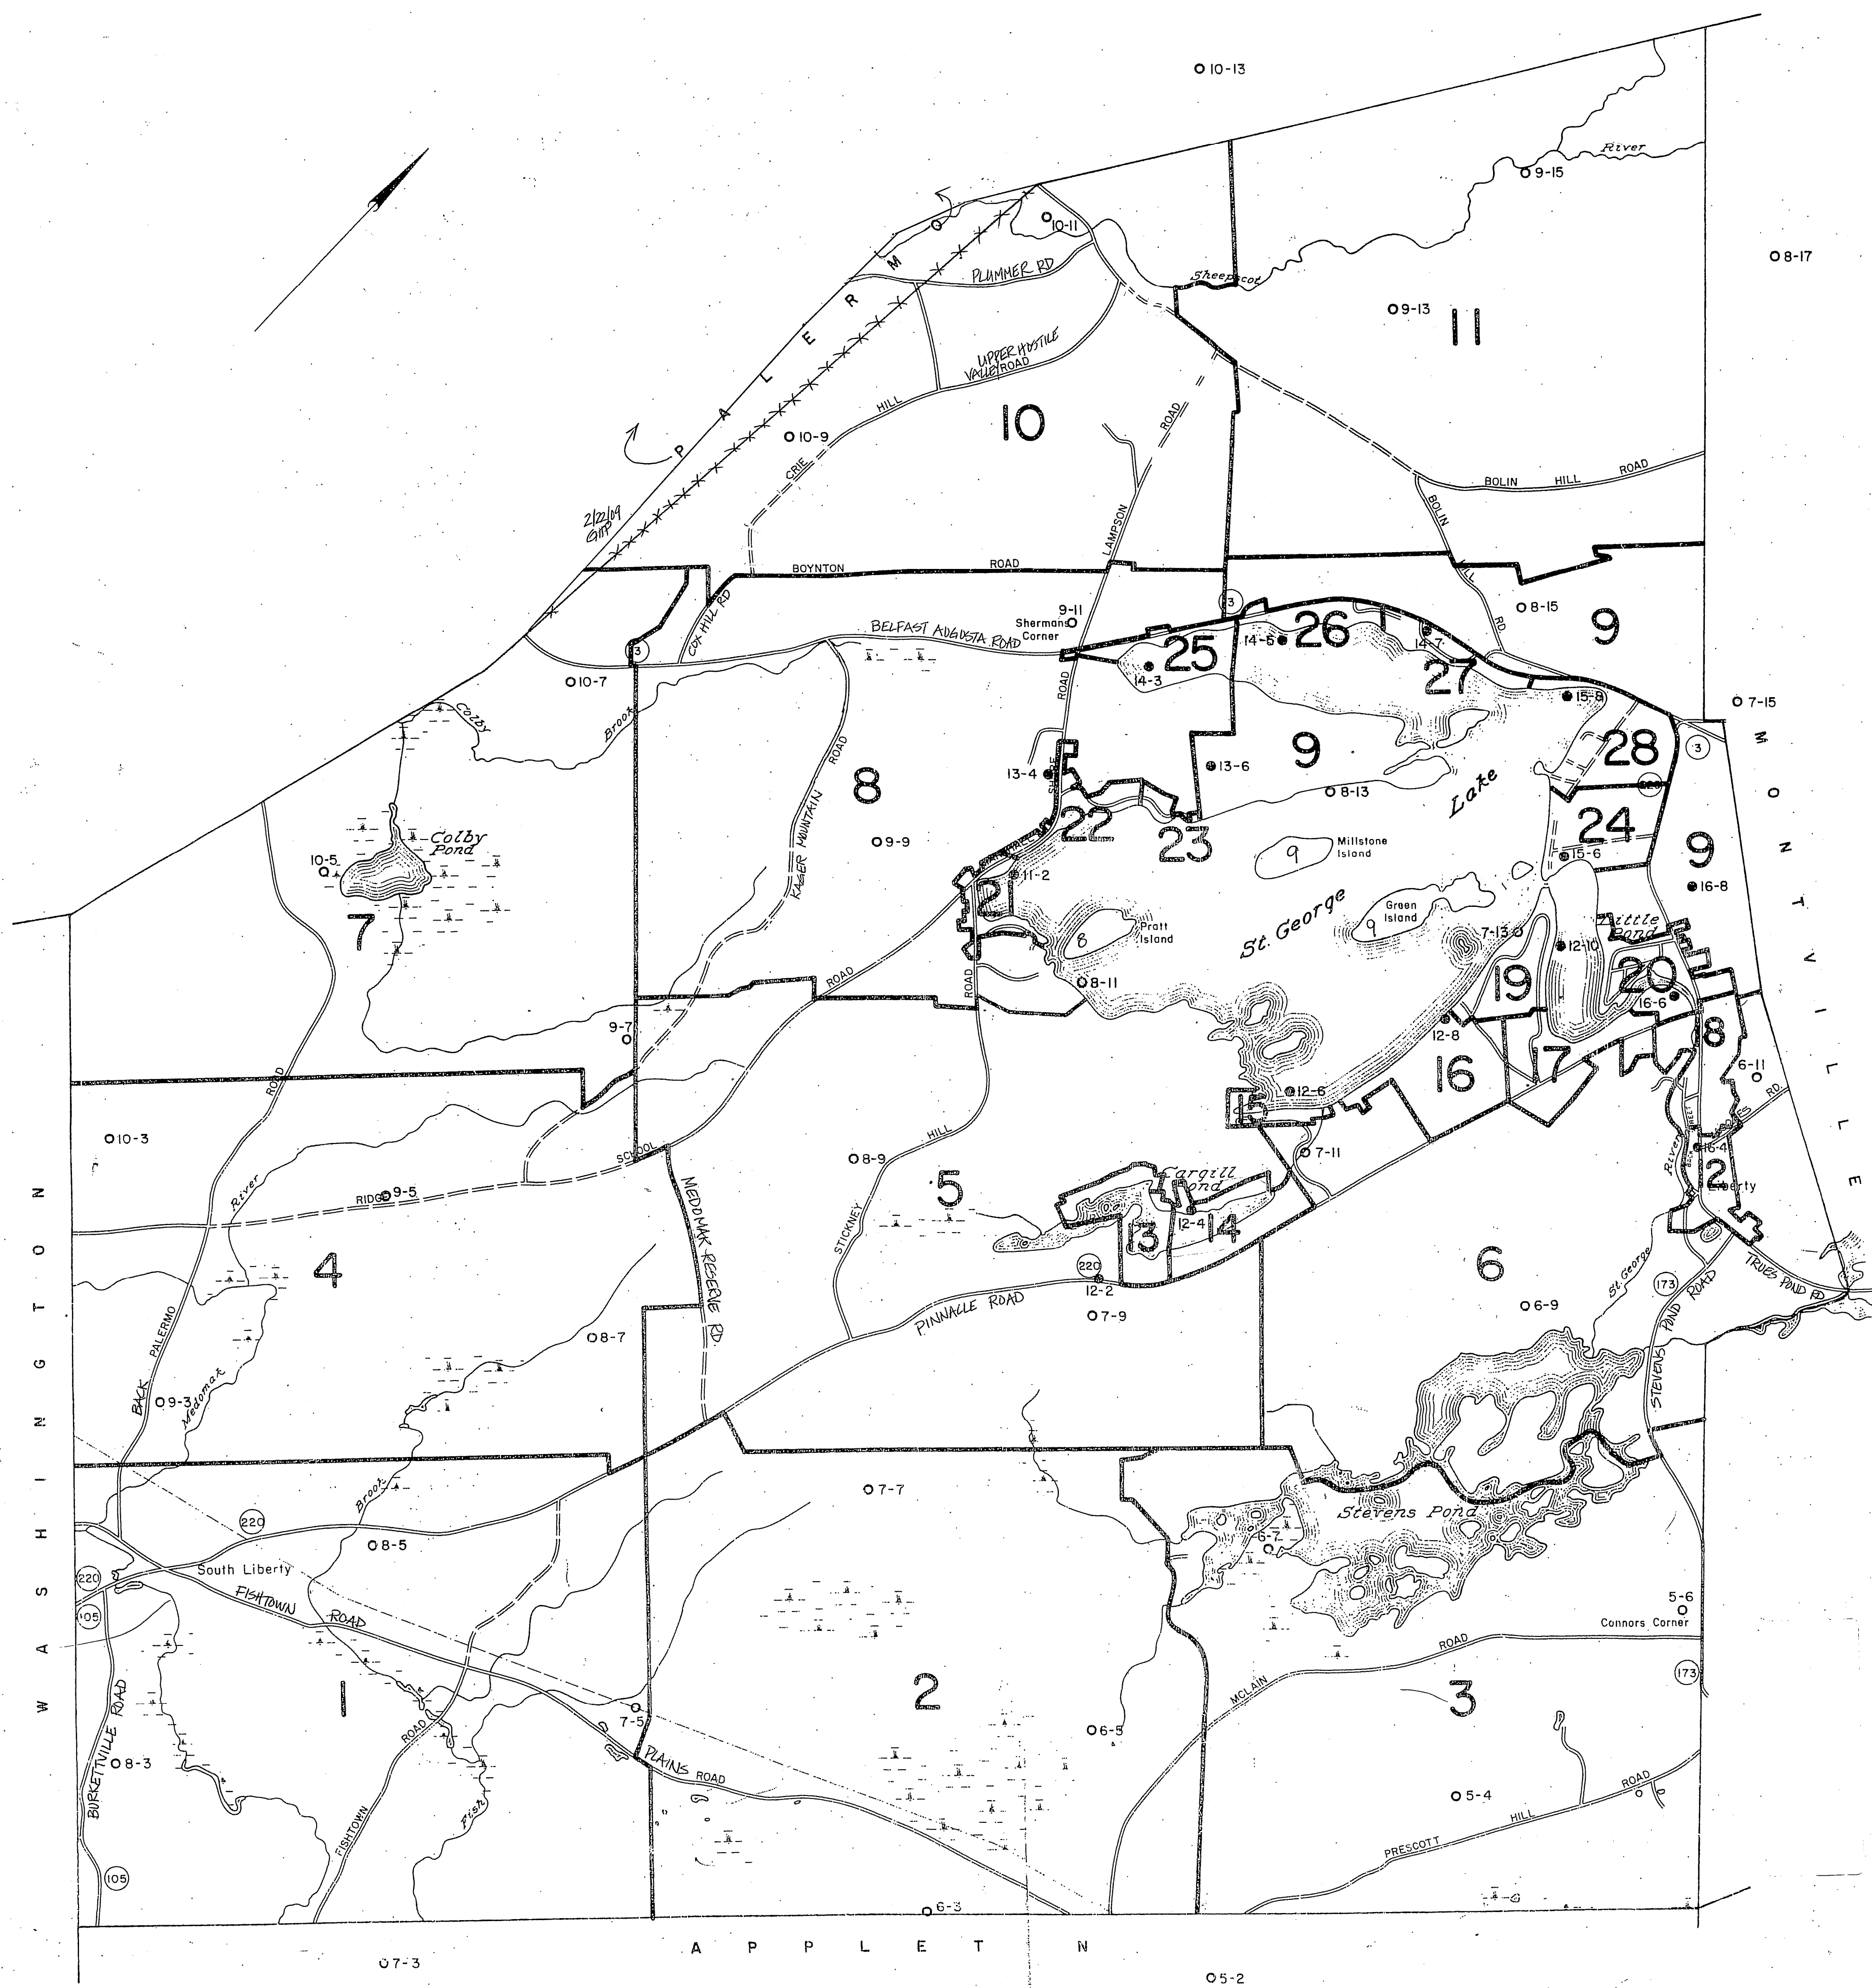 10-13
River
9-15
10-11
PLUMMER RD
Sheepscot
8-17
9-13
11
UPPER HOSTILE
VALLEY ROAD
P A L E R M O
HILL
10
ROAD
10-9
CRIE
BOLIN HILL ROAD
BOLIN
HILL
RD
2/22/09
LAMPSON
BOYNTON ROAD
3
8-15
9
9-11
Shermans
Corner
COX HILL RD
BELFAST AUGUSTA ROAD
3
25
14-5
26
14-7
27
14-3
10-7
15-8
7-15
Colby
Brook
ROAD
ROAD
28
3
M O N T V I L L E
13-4
SHORE
13-6
9
8-13
Lake
220
8
KAGER MOUNTAIN
22
23
24
9-9
Millstone
Island
9
9
15-6
Colby
Pond
10-5
7
11-2
21
16-8
St. George
Green
Island
9
Pratt
Island
8
7-13
12-10
Little
Pond
20
19
16-6
ROAD
ROAD
8-11
9-7
12-8
18
16
17
6-11
ROAD
12-6
15
RD.
10-3
SCHOOL
HILL
8-9
7-11
River
16-4
12
Liberty
RIDGE
9-5
River
5
Cargill
Pond
12-4
13
14
MEDOMAK RESERVE RD.
STICKNEY
4
220
12-2
6
St. George
173
TRUES POND RD
PINNACLE ROAD
7-9
6-9
STEVENS POND ROAD
W A S H I N G T O N
8-7
BACK PALERMO
9-3
Medomak
7-7
Brook
Stevens Pond
6-7
220
8-5
South Liberty
220
105
FISHTOWN ROAD
5-6
Connors Corner
ROAD
MCLAIN
173
1
2
3
7-5
6-5
BURKETTVILLE ROAD
8-3
ROAD
PLAINS ROAD
5-4
ROAD
HILL
PRESCOTT
FISHTOWN
Fish
105
6-3
A P P L E T N
7-3
5-2